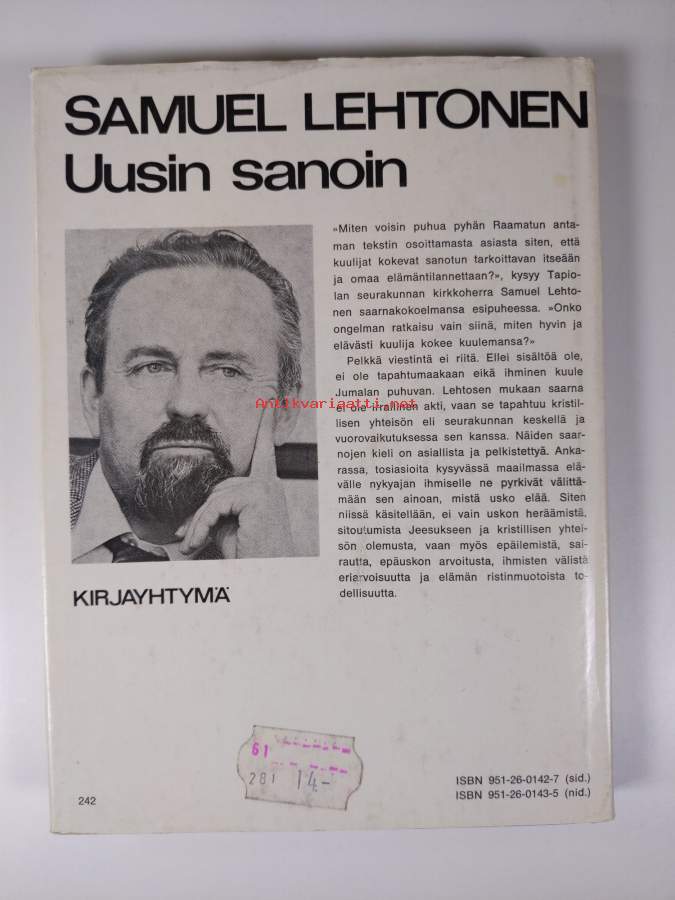 SAMUEL LEHTONEN
Uusin sanoin
»Miten voisin puhua pyhän Raamatun anta-
man tekstin osoittamasta asiasta siten, että
kuulijat kokevat sanotun tarkoittavan itseään
ja omaa elämäntilannettaan?», kysyy Tapio-
lan seurakunnan kirkkoherra Samuel Lehto-
nen saarnakokoelmansa esipuheessa. »Onko
ongelman ratkaisu vain siinä, miten hyvin ja
elävästi kuulija kokee kuulemansa?»
Pelkkä viestintä ei riitä. Ellei sisältöä ole,
ei ole tapahtumaakaan eikä ihminen kuule
Jumalan puhuvan. Lehtosen mukaan saarna
ei ole irrallinen akti, vaan se tapahtuu kristil-
lisen yhteisön eli seurakunnan keskellä ja
vuorovaikutuksessa sen kanssa. Näiden saar-
nojen kieli on asiallista ja pelkistettyä. Anka-
rassa, tosiasioita kysyvässä maailmassa elä-
välle nykyajan ihmiselle ne pyrkivät välittä-
mään sen ainoan, mistä usko elää. Siten
niissä käsitellään, ei vain uskon heräämistä,
sitoutumista Jeesukseen ja kristillisen yhtei-
sön olemusta, vaan myös epäilemistä, sai-
rautta, epäuskon arvoitusta, ihmisten välistä
eriarvoisuutta ja elämän ristinmuotoista to-
dellisuutta.
Antikvariaatti.net
KIRJAYHTYMÄ
61
281 14-
242
ISBN 951-26-0142-7 (sid.)
ISBN 951-26-0143-5 (nid.)